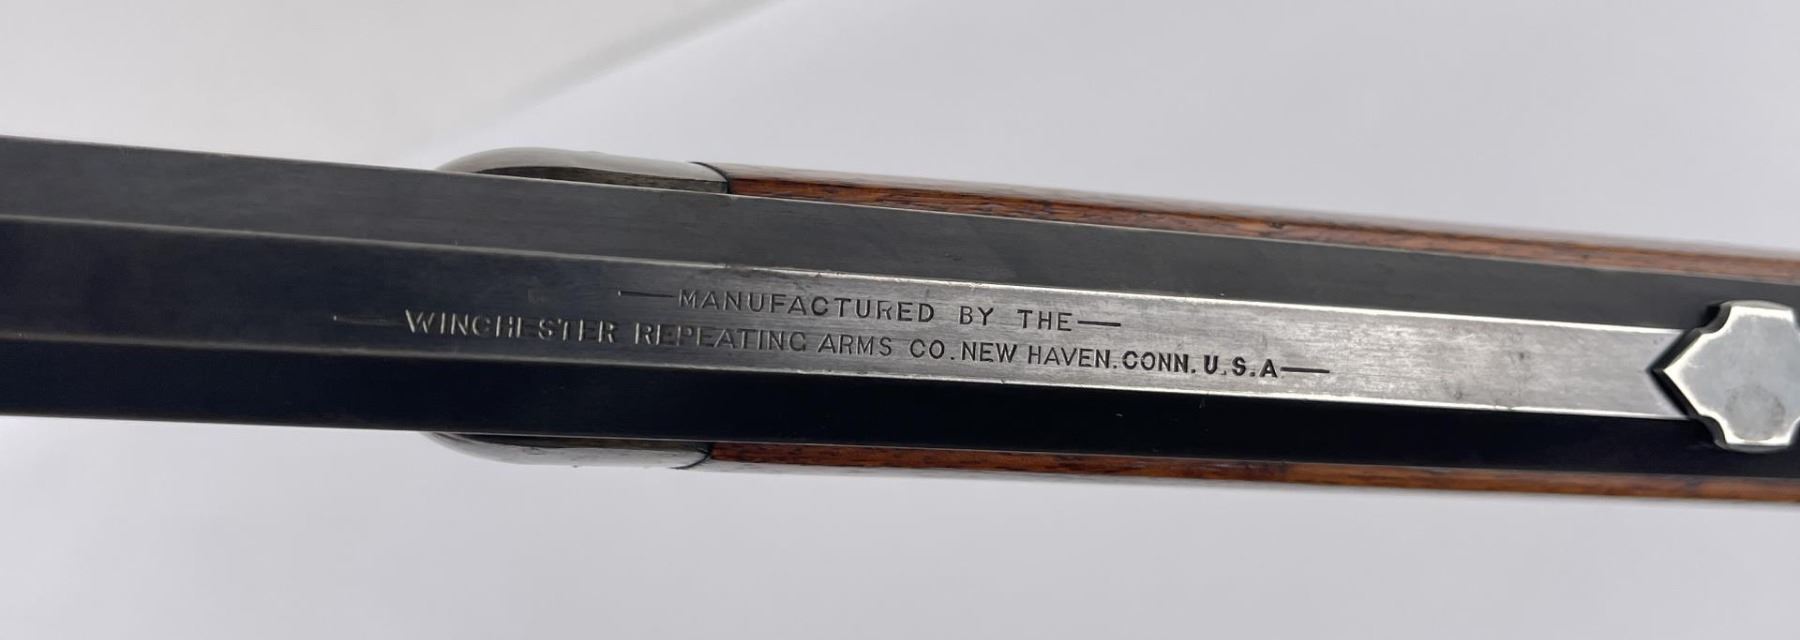 —MANUFACTURED BY THE—
—WINCHESTER REPEATING ARMS CO. NEW HAVEN. CONN. U.S.A—